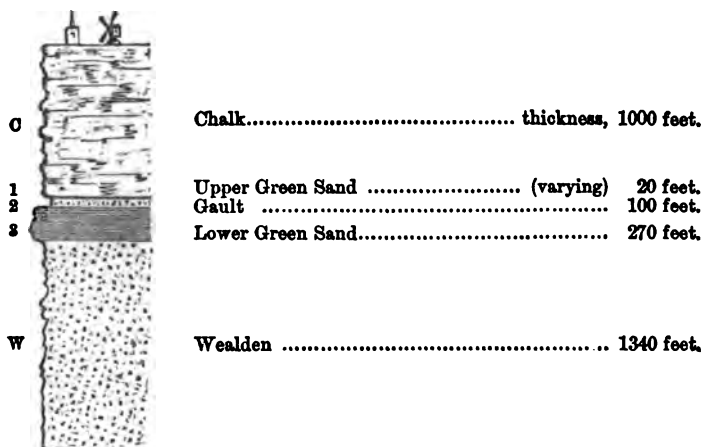 C Chalk........................................ thickness, 1000 feet.
1 Upper Green Sand ....................... (varying) 20 feet.
2 Gault .................................................... 100 feet.
3 Lower Green Sand...................................... 270 feet.
W Wealden .................................................. 1340 feet.